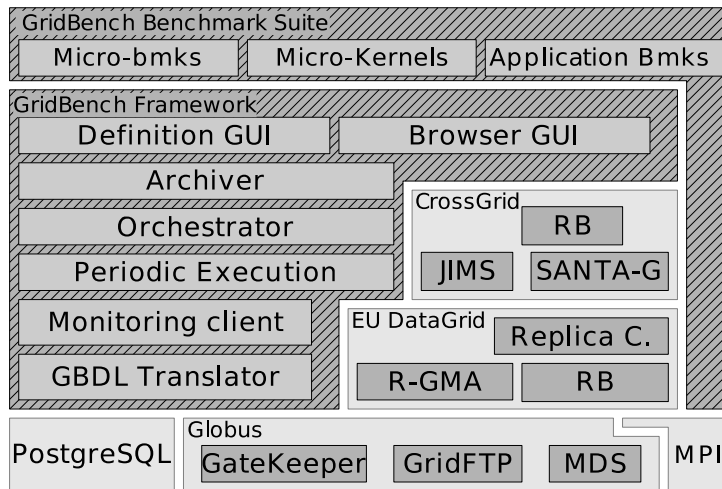 GridBench Benchmark Suite
Micro-bmks
Micro-Kernels
Application Bmks
GridBench Framework
Definition GUI
Browser GUI
Archiver
Orchestrator
Periodic Execution
Monitoring client
GBDL Translator
CrossGrid
RB
JIMS
SANTA-G
EU DataGrid
Replica C.
R-GMA
RB
PostgreSQL
Globus
GateKeeper
GridFTP
MDS
MPI